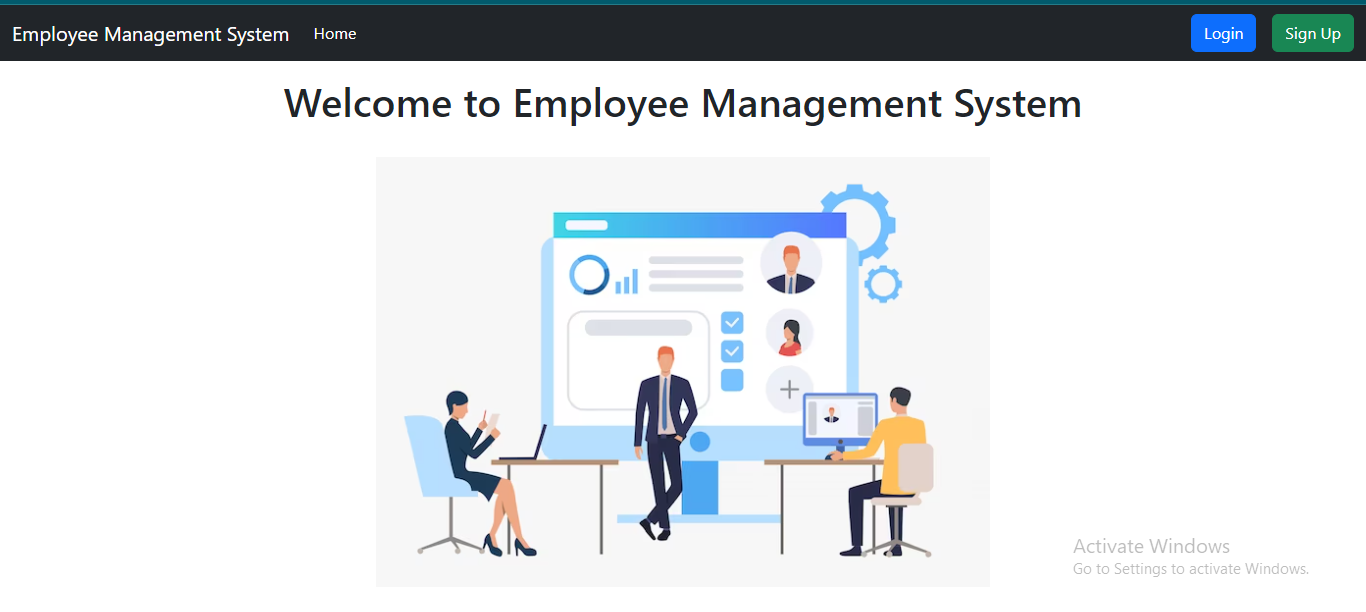 Employee Management System Home Login Sign Up
Welcome to Employee Management System
Activate Windows
Go to Settings to activate Windows.